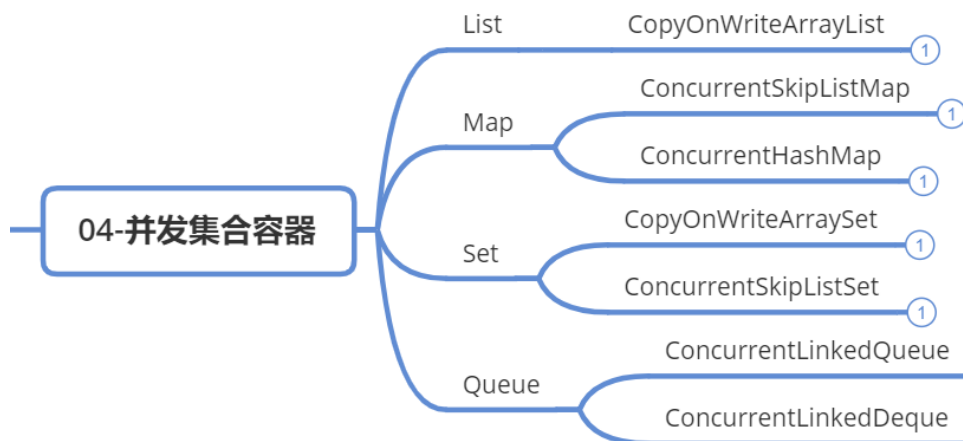 List
CopyOnWriteArrayList
1
Map
ConcurrentSkipListMap
1
ConcurrentHashMap
1
04-并发集合容器
Set
CopyOnWriteArraySet
1
ConcurrentSkipListSet
1
Queue
ConcurrentLinkedQueue
ConcurrentLinkedDeque